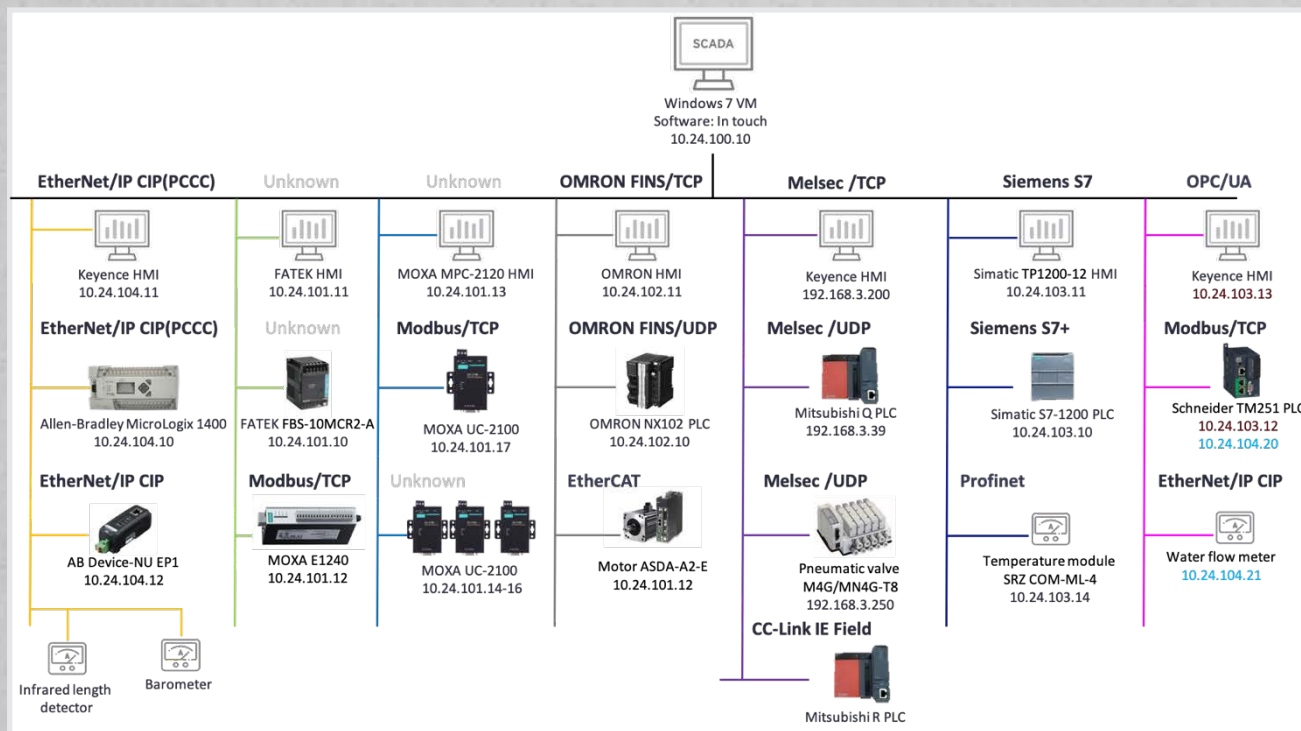 SCADA
Windows 7 VM
Software: In touch
10.24.100.10
EtherNet/IP CIP(PCCC)
Unknown
Unknown
OMRON FINS/TCP
Melsec /TCP
Siemens S7
OPC/UA
Keyence HMI
10.24.104.11
FATEK HMI
10.24.101.11
MOXA MPC-2120 HMI
10.24.101.13
OMRON HMI
10.24.102.11
Keyence HMI
192.168.3.200
Simatic TP1200-12 HMI
10.24.103.11
Keyence HMI
10.24.103.13
EtherNet/IP CIP(PCCC)
Unknown
Modbus/TCP
OMRON FINS/UDP
Melsec /UDP
Siemens S7+
Modbus/TCP
Allen-Bradley MicroLogix 1400
10.24.104.10
FATEK FBS-10MCR2-A
10.24.101.10
MOXA UC-2100
10.24.101.17
OMRON NX102 PLC
10.24.102.10
Mitsubishi Q PLC
192.168.3.39
Simatic S7-1200 PLC
10.24.103.10
Schneider TM251 PLC
10.24.103.12
10.24.104.20
EtherNet/IP CIP
Modbus/TCP
Unknown
EtherCAT
Melsec /UDP
Profinet
EtherNet/IP CIP
AB Device-NU EP1
10.24.104.12
MOXA E1240
10.24.101.12
MOXA UC-2100
10.24.101.14-16
Motor ASDA-A2-E
10.24.101.12
Pneumatic valve
M4G/MN4G-T8
192.168.3.250
Temperature module
SRZ COM-ML-4
10.24.103.14
Water flow meter
10.24.104.21
CC-Link IE Field
Infrared length
detector
Barometer
Mitsubishi R PLC